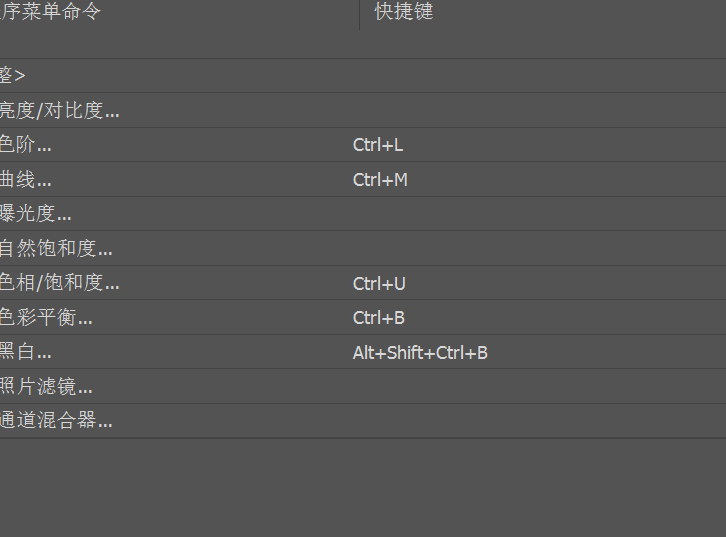 序菜单命令 快捷键
整>
亮度/对比度...
色阶... Ctrl+L
曲线... Ctrl+M
曝光度...
自然饱和度...
色相/饱和度... Ctrl+U
色彩平衡... Ctrl+B
黑白... Alt+Shift+Ctrl+B
照片滤镜...
通道混合器...